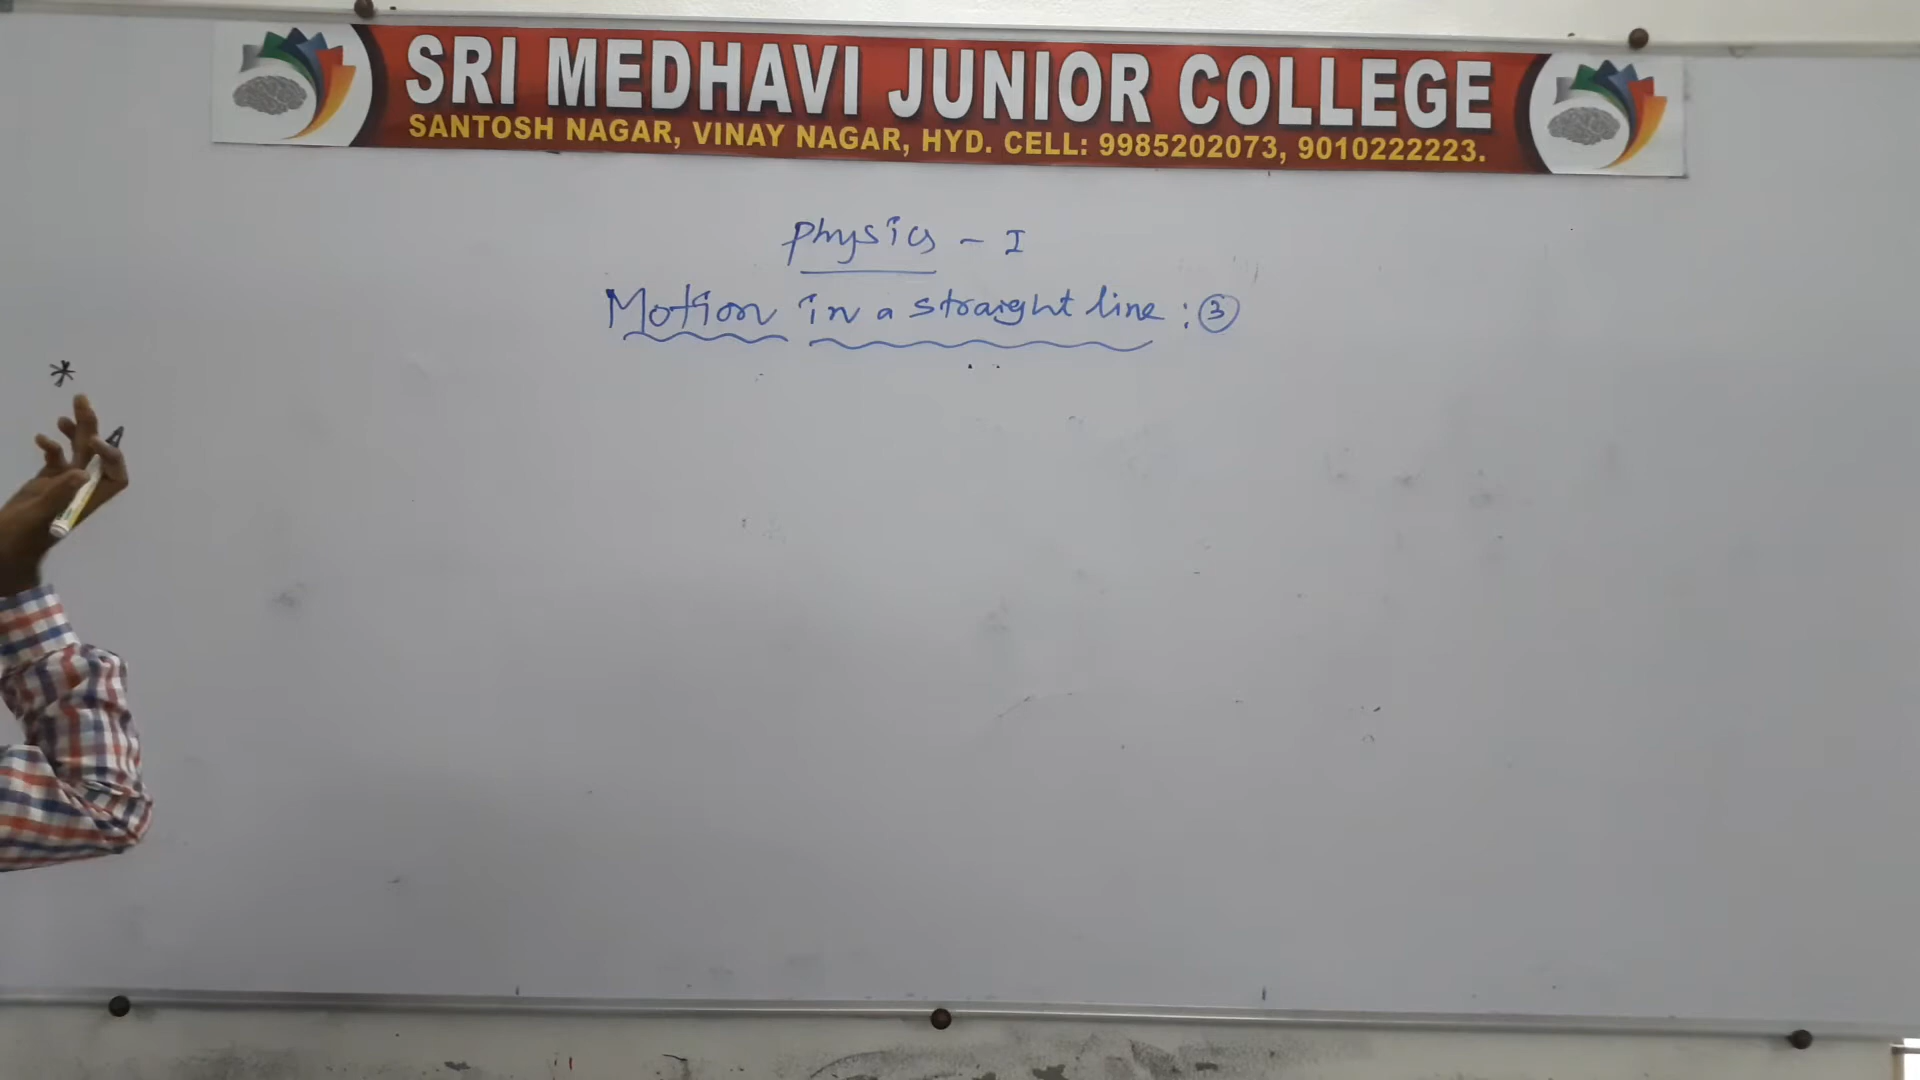 SRI MEDHAVI JUNIOR COLLEGE
SANTOSH NAGAR, VINAY NAGAR, HYD. CELL: 9985202073, 9010222223.
Physics - I
Motion in a straight line : ③
*